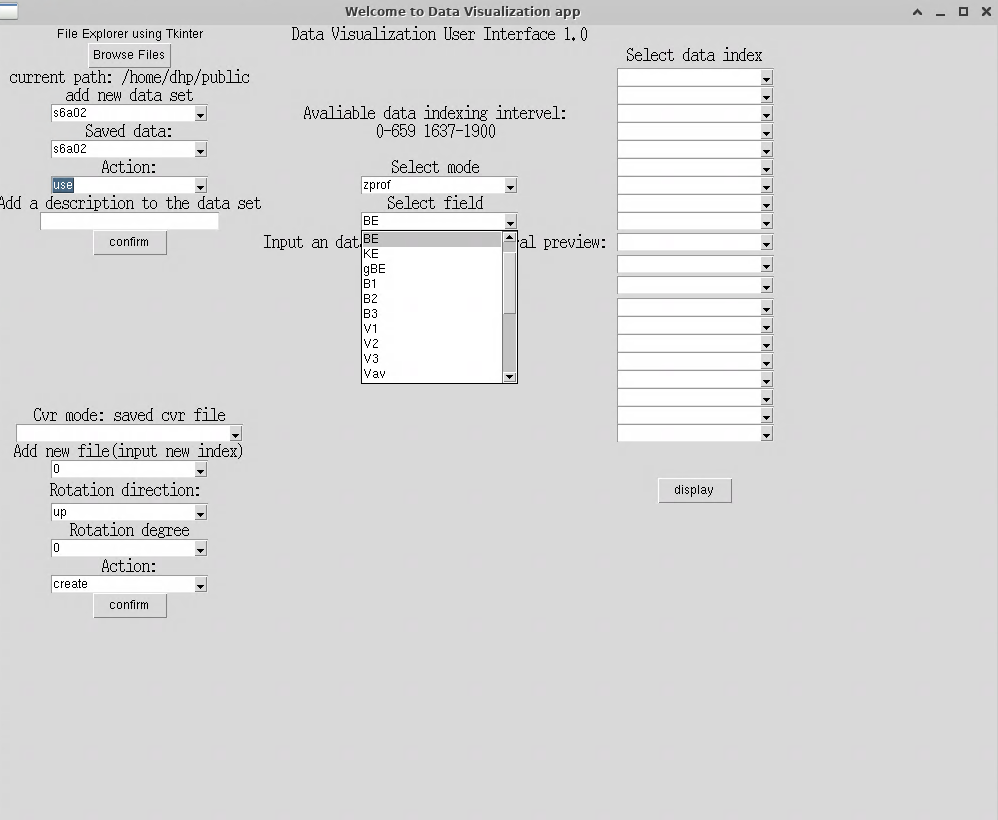 Welcome to Data Visualization app
File Explorer using Tkinter
Browse Files
current path: /home/dhp/public
add new data set
s6a02
Saved data:
s6a02
Action:
use
Add a description to the data set
confirm
Cvr mode: saved cvr file
Add new file(input new index)
0
Rotation direction:
up
Rotation degree
0
Action:
create
confirm
Data Visualization User Interface 1.0
Avaliable data indexing intervel:
0-659 1637-1900
Select mode
zprof
Select field
BE
Input an dat
al preview:
BE
KE
gBE
B1
B2
B3
V1
V2
V3
Vav
Select data index
display